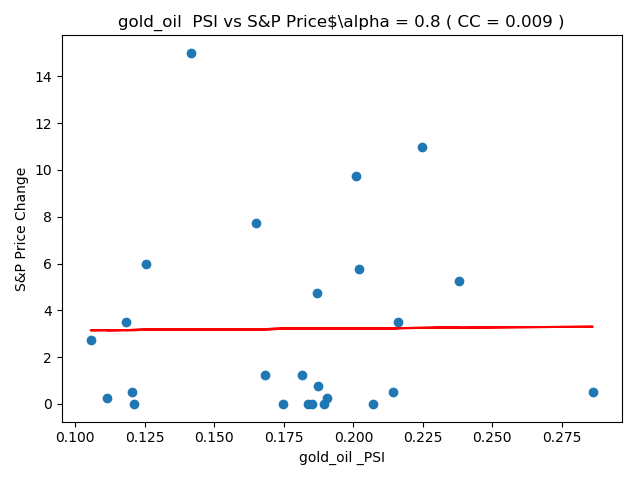 gold_oil  PSI vs S&P Price$\alpha = 0.8 ( CC = 0.009 )
14
12
10
8
6
4
2
0
S&P Price Change
0.100 0.125 0.150 0.175 0.200 0.225 0.250 0.275
gold_oil _PSI